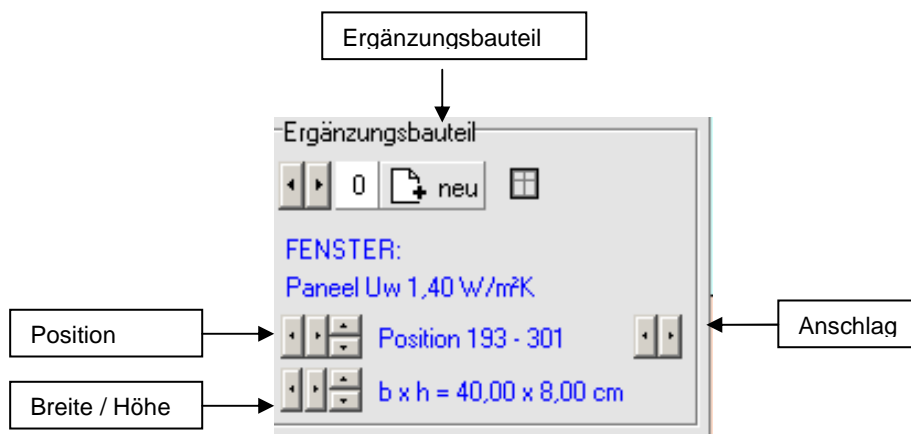 Ergänzungsbauteil
Ergänzungsbauteil
0 neu
FENSTER:
Paneel Uw 1,40 W/m²K
Position
Position 193 - 301
Anschlag
Breite / Höhe
b x h = 40,00 x 8,00 cm